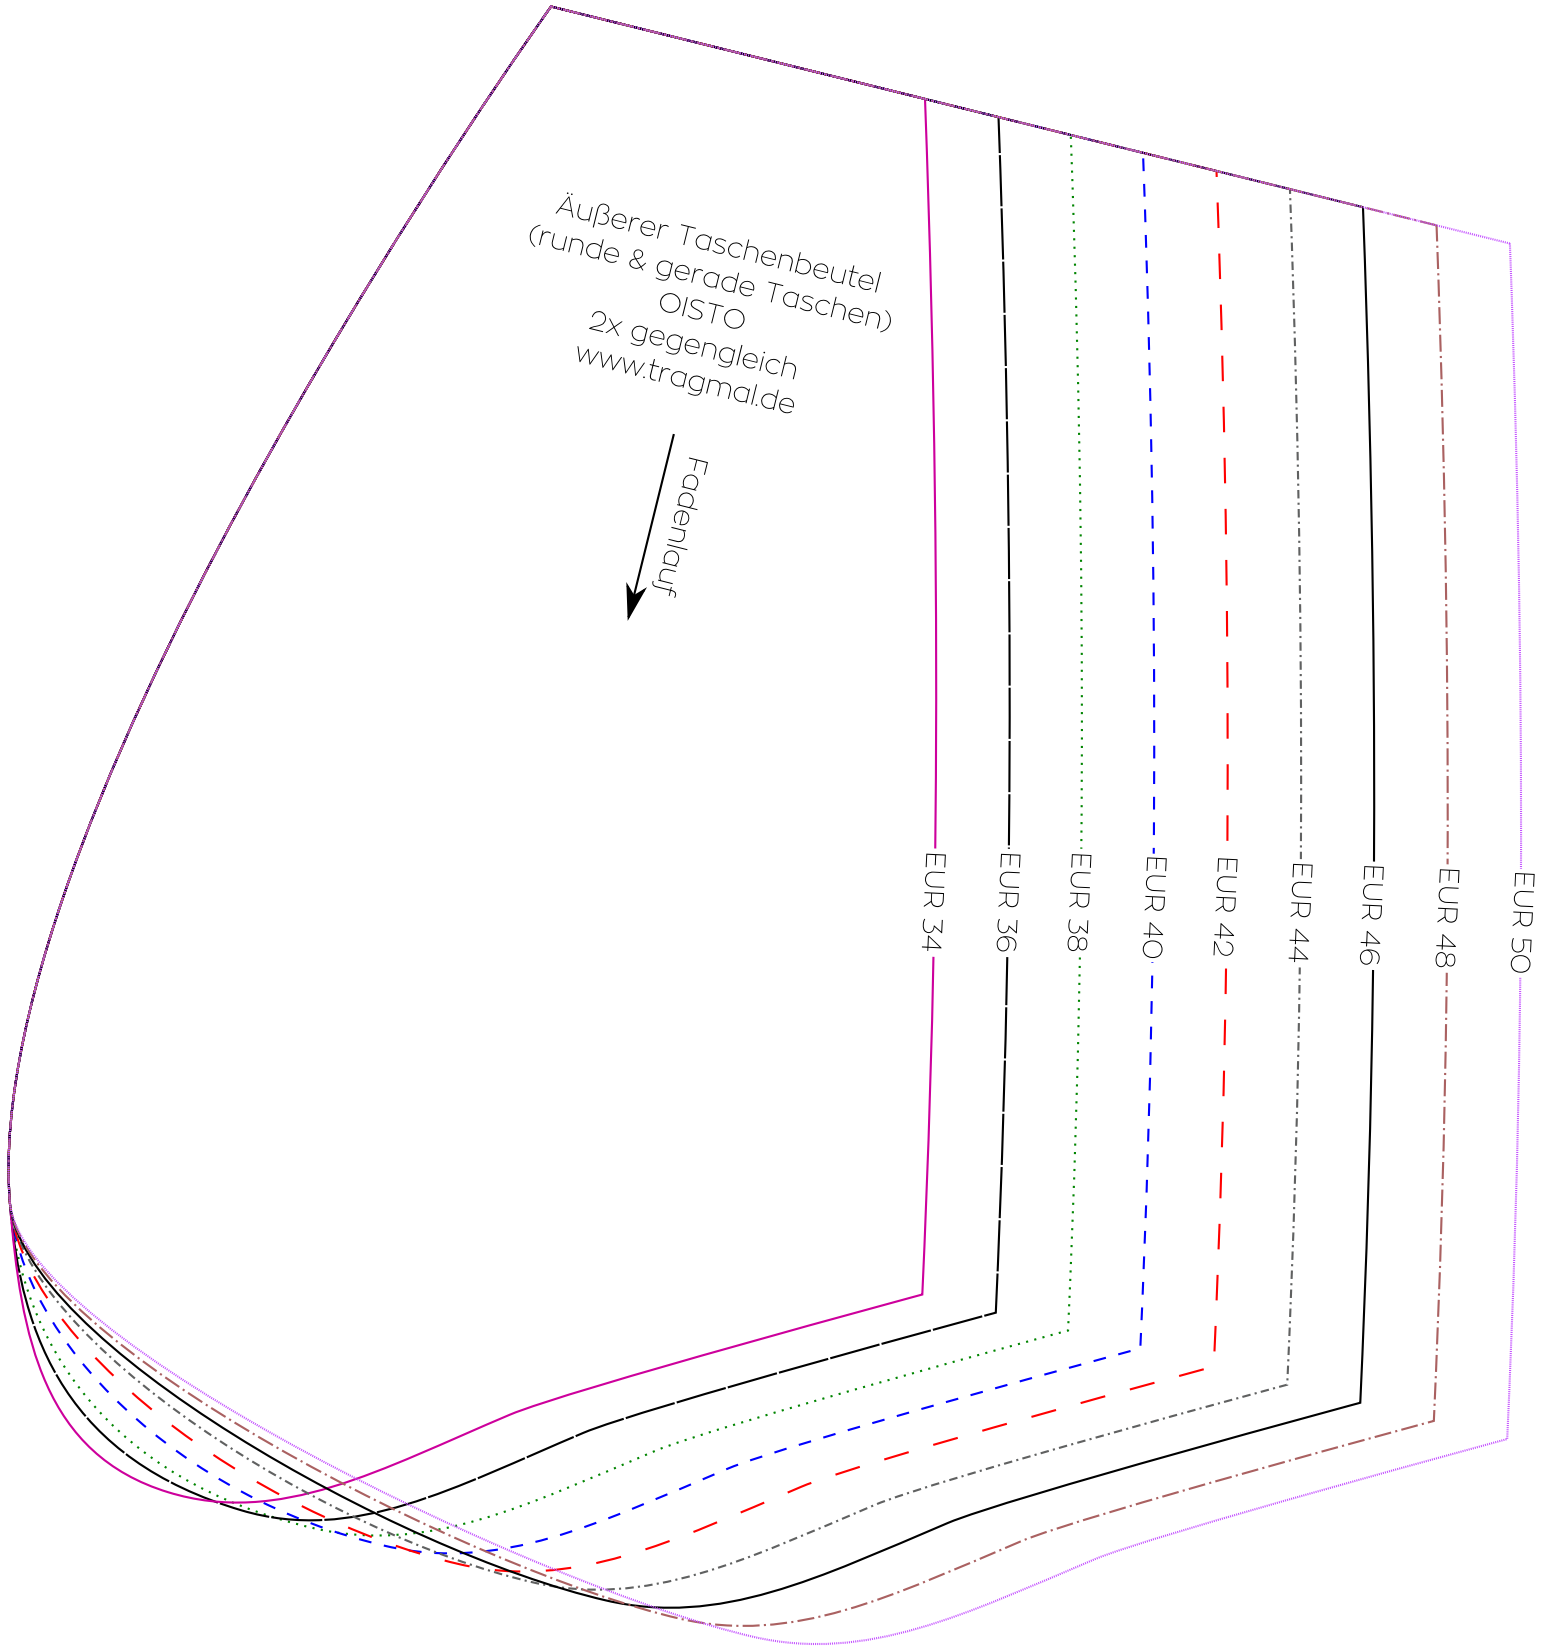 Äußerer Taschenbeutel
(runde & gerade Taschen)
OISTO
2x gegengleich
www.tragmal.de
Fadenlauf
EUR 34
EUR 36
EUR 38
EUR 40
EUR 42
EUR 44
EUR 46
EUR 48
EUR 50